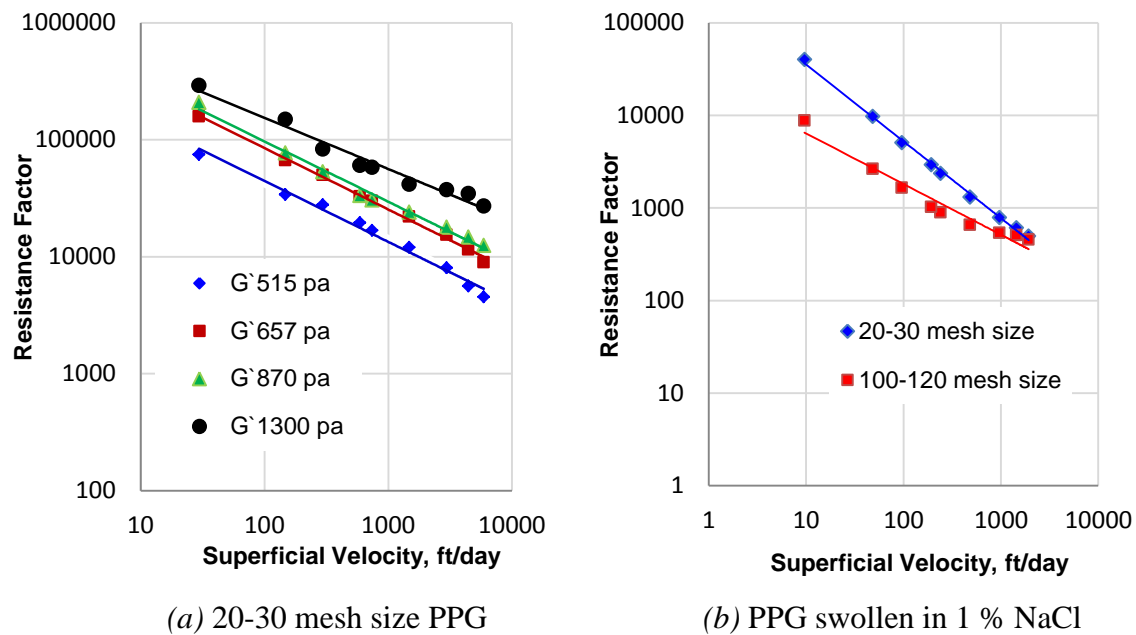 1000000
100000
10000
1000
100
Resistance Factor
G`515 pa
G`657 pa
G`870 pa
G`1300 pa
10 100 1000 10000
Superficial Velocity, ft/day
(a) 20-30 mesh size PPG
100000
10000
1000
100
10
1
Resistance Factor
20-30 mesh size
100-120 mesh size
1 10 100 1000 10000
Superficial Velocity, ft/day
(b) PPG swollen in 1 % NaCl